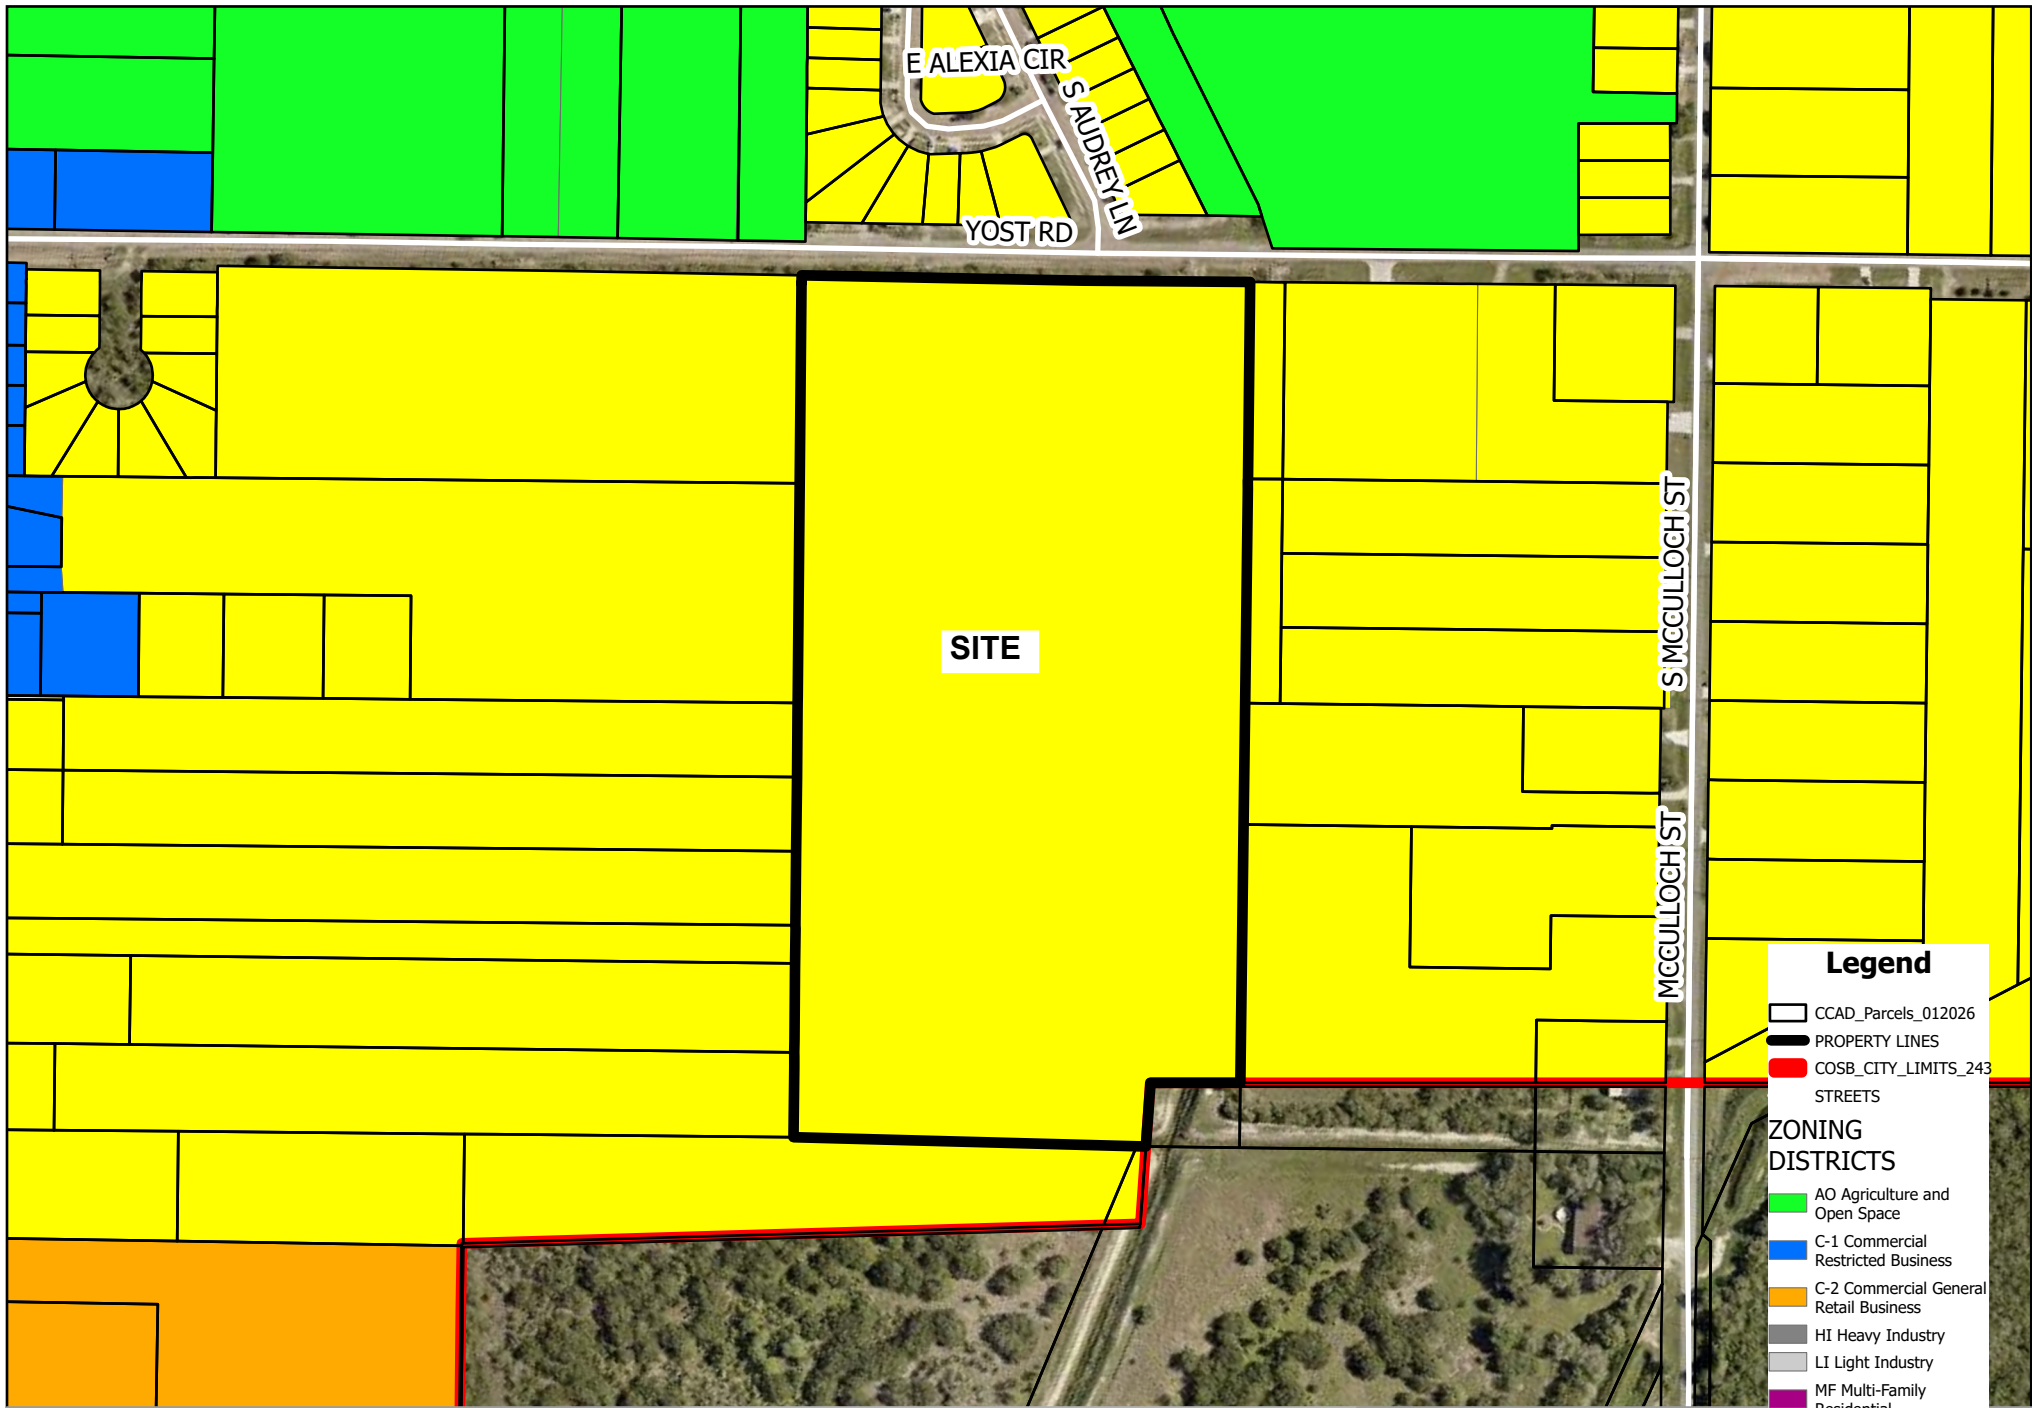 E ALEXIA CIR
S AUDREY LN
YOST RD
SITE
S MCCULLOCH ST
MCCULLOCH ST
Legend
CCAD_Parcels_012026
PROPERTY LINES
COSB_CITY_LIMITS_243
STREETS
ZONING
DISTRICTS
AO Agriculture and
Open Space
C-1 Commercial
Restricted Business
C-2 Commercial General
Retail Business
HI Heavy Industry
LI Light Industry
MF Multi-Family
Residential